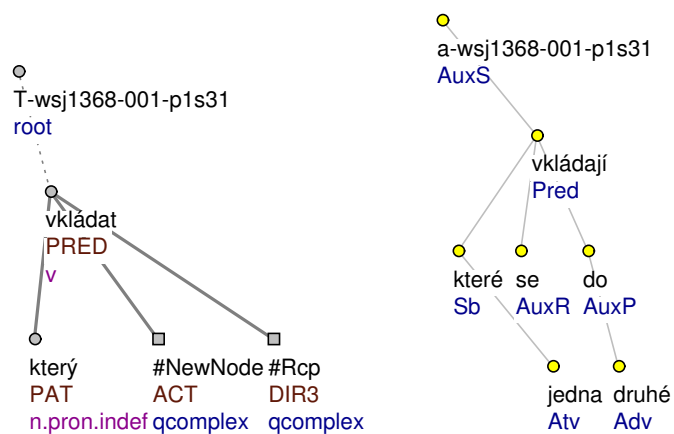 T-wsj1368-001-p1s31
root
vkládat
PRED
v
který
PAT
n.pron.indef
#NewNode
ACT
qcomplex
#Rcp
DIR3
qcomplex
a-wsj1368-001-p1s31
AuxS
vkládají
Pred
které
Sb
se
AuxR
do
AuxP
jedna
Atv
druhé
Adv